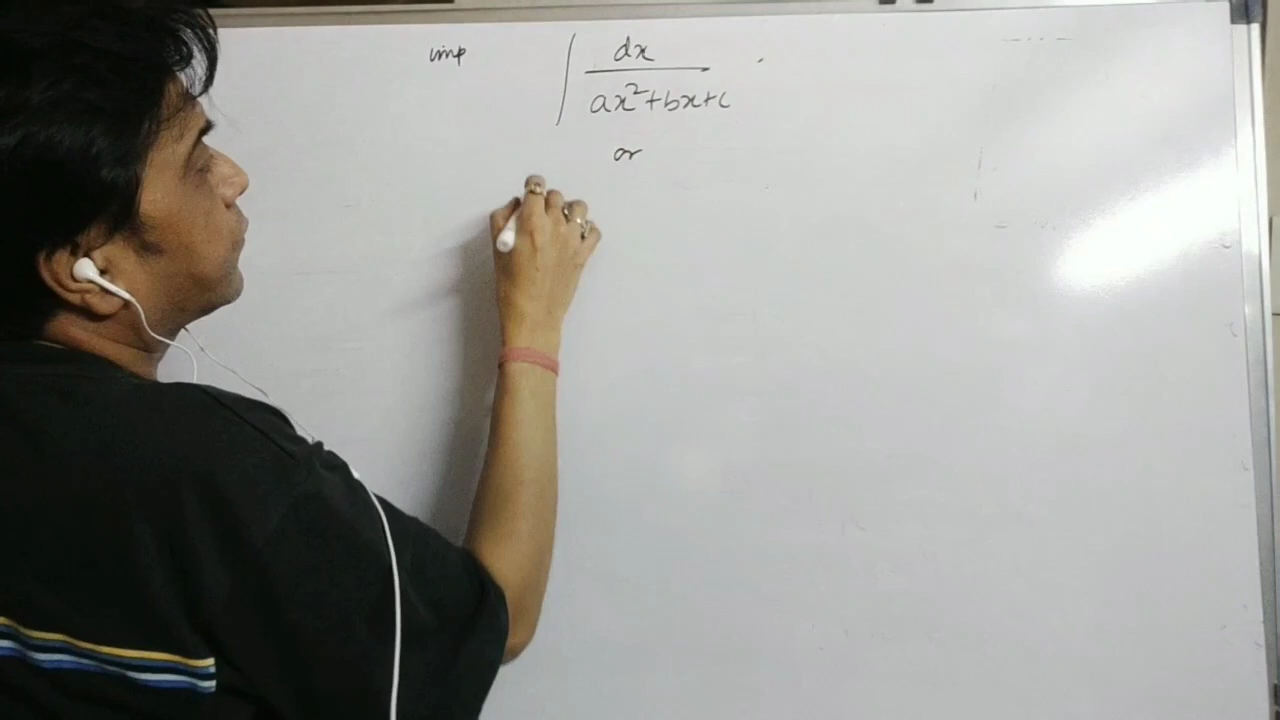 imp ∫ dx / ax²+bx+c
or